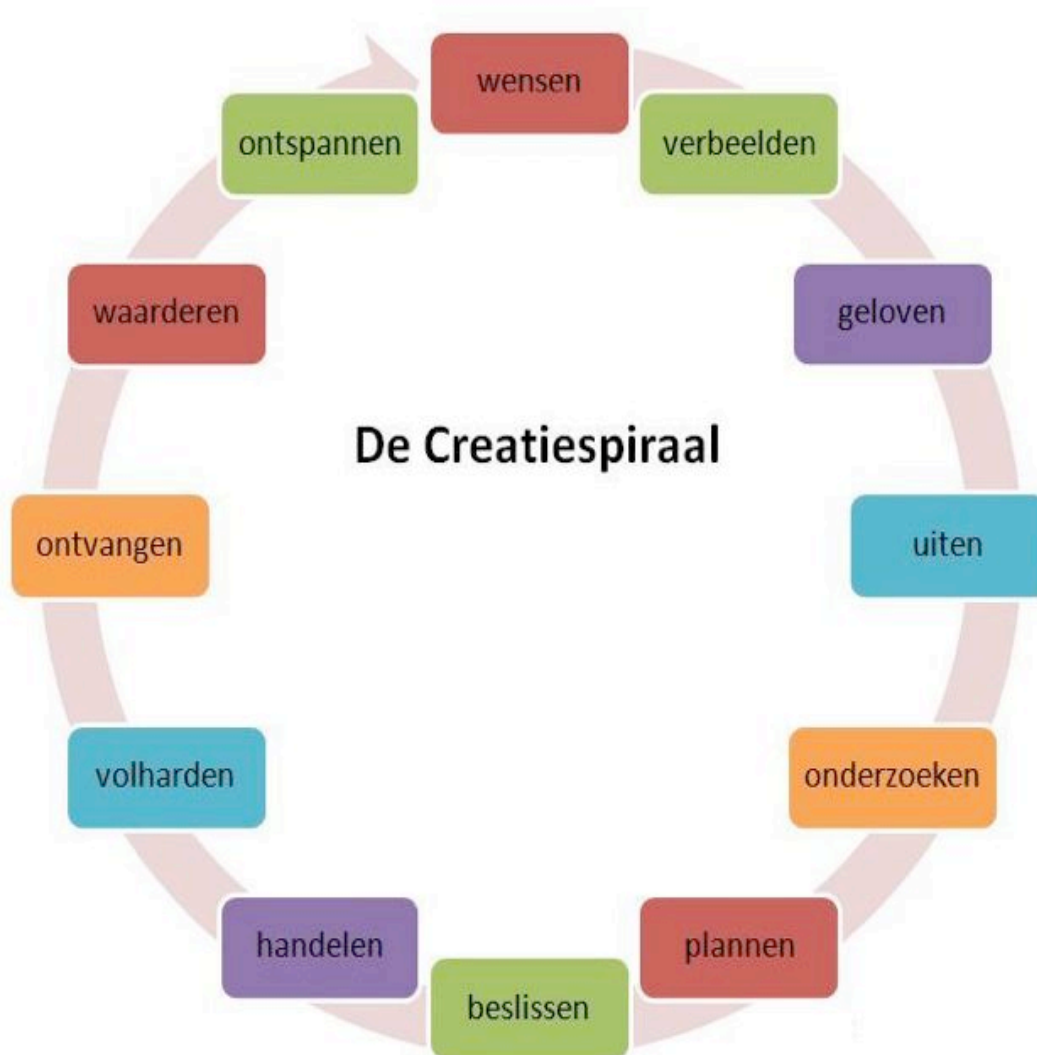 De Creatiespiraal
wensen
verbeelden
geloven
uiten
onderzoeken
plannen
beslissen
handelen
volharden
ontvangen
waarderen
ontspannen